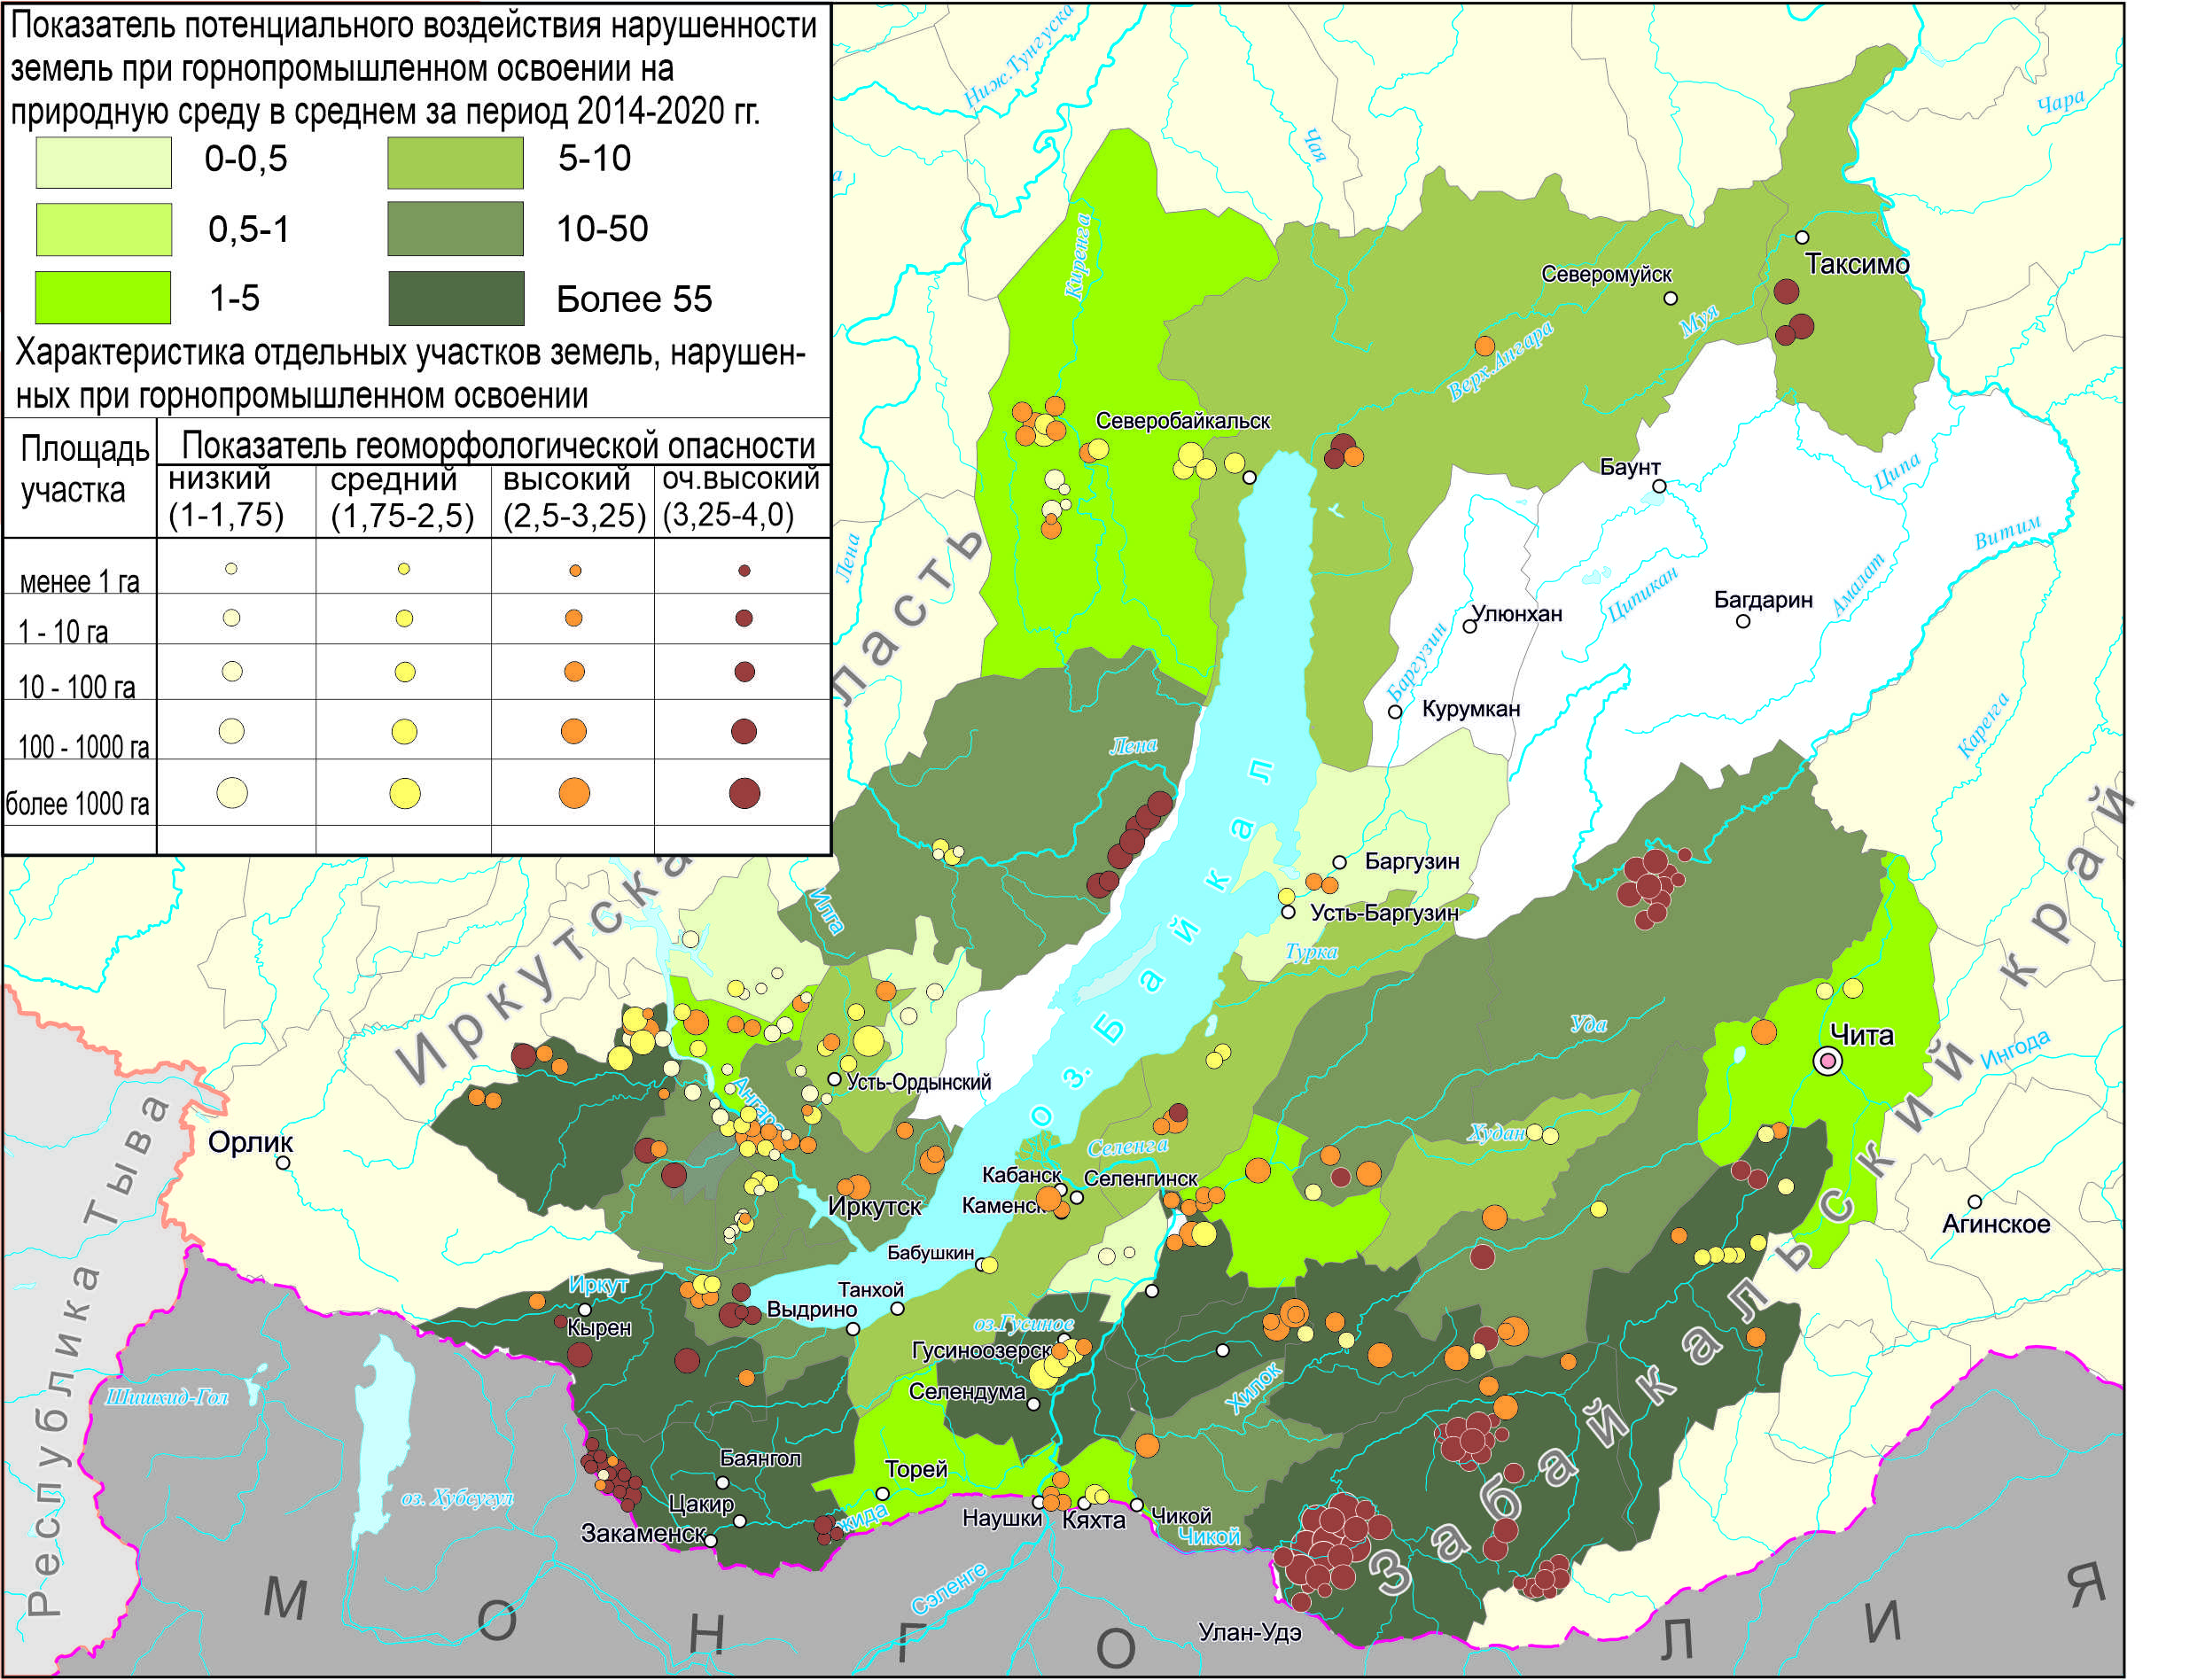 Показатель потенциального воздействия нарушенности
земель при горнопромышленном освоении на
природную среду в среднем за период 2014-2020 гг.
0-0,5
5-10
0,5-1
10-50
1-5
Более 55
Характеристика отдельных участков земель, нарушен-
ных при горнопромышленном освоении
Площадь
участка
Показатель геоморфологической опасности
низкий
(1-1,75)
средний
(1,75-2,5)
высокий
(2,5-3,25)
оч.высокий
(3,25-4,0)
менее 1 га
1 - 10 га
10 - 100 га
100 - 1000 га
более 1000 га
Ниж.Тунгуска
Чая
Чара
Киренга
Таксимо
Северомуйск
Муя
Верх.Ангара
Северобайкальск
Баунт
Ципа
Витим
Лена
ласть
Ципикан
Амалат
Багдарин
Улюнхан
Баргузин
Курумкан
Каренга
Лена
оз. Байкал
Баргузин
Усть-Баргузин
Турка
Илга
Иркутская
Забайкальский край
Уда
Чита
Ингода
Усть-Ордынский
Ангара
Худан
Орлик
Селенга
Кабанск
Селенгинск
Каменск
Иркутск
Агинское
Республика Тыва
Бабушкин
Иркут
Танхой
Выдрино
Кырен
оз.Гусиное
Гусиноозерск
Селендума
Хилок
Шишхид-Гол
оз. Хубсугул
Баянгол
Торей
Цакир
Закаменск
жида
Наушки
Кяхта
Чикой
Чикой
Сэленге
Улан-Удэ
МОНГОЛИЯ